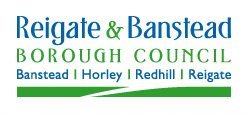 Reigate & Banstead
BOROUGH COUNCIL
Banstead | Horley | Redhill | Reigate